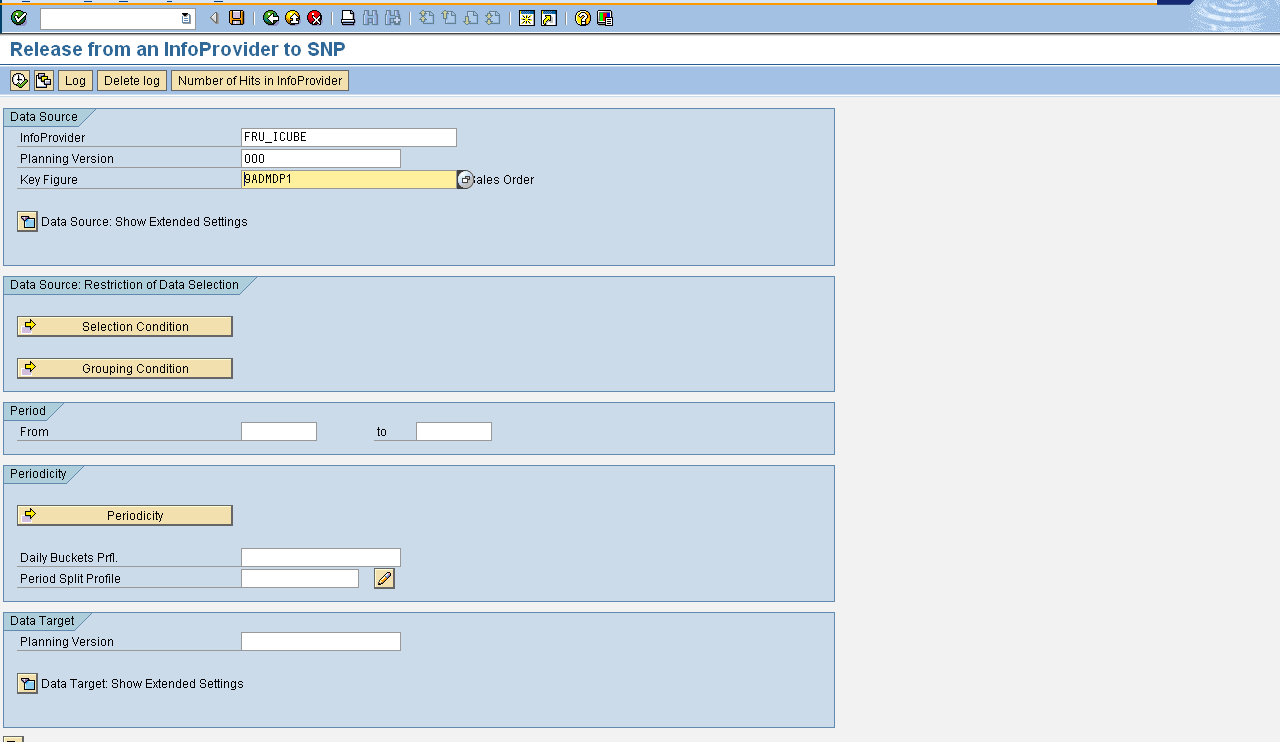 Release from an InfoProvider to SNP
Log Delete log Number of Hits in InfoProvider
Data Source
InfoProvider FRU_ICUBE
Planning Version 000
Key Figure 9ADMDP1 Sales Order
Data Source: Show Extended Settings
Data Source: Restriction of Data Selection
Selection Condition
Grouping Condition
Period
From to
Periodicity
Periodicity
Daily Buckets Prfl.
Period Split Profile
Data Target
Planning Version
Data Target: Show Extended Settings